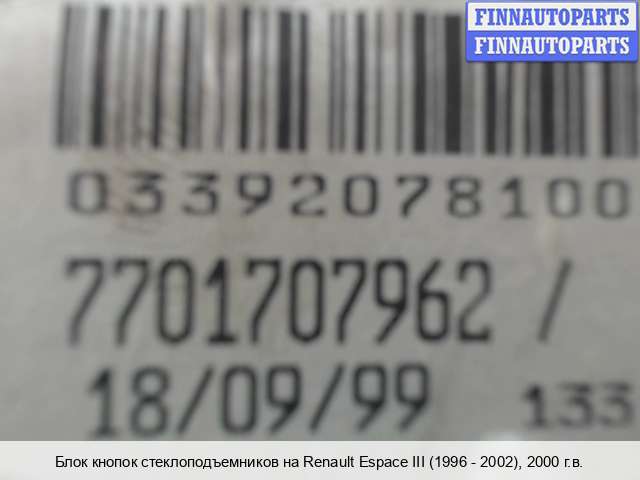 FINNAUTOPARTS
FINNAUTOPARTS
03392078100
7701707962 /
18/09/99 133
Блок кнопок стеклоподъемников на Renault Espace III (1996 - 2002), 2000 г.в.